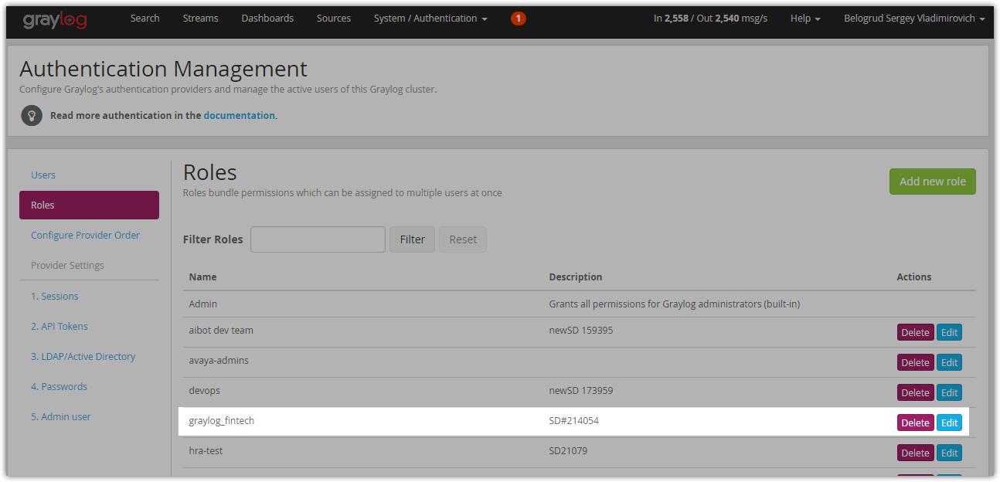 graylog Search Streams Dashboards Sources System / Authentication 1 In 2,558 / Out 2,540 msg/s Help Belogrud Sergey Vladimirovich
Authentication Management
Configure Graylog's authentication providers and manage the active users of this Graylog cluster.
Read more authentication in the documentation.
Users
Roles
Configure Provider Order
Provider Settings
1. Sessions
2. API Tokens
3. LDAP/Active Directory
4. Passwords
5. Admin user
Roles
Roles bundle permissions which can be assigned to multiple users at once
Add new role
Filter Roles Filter Reset
Name Description Actions
Admin Grants all permissions for Graylog administrators (built-in)
aibot dev team newSD 159395 Delete Edit
avaya-admins Delete Edit
devops newSD 173959 Delete Edit
graylog_fintech SD#214054 Delete Edit
hra-test SD21079 Delete Edit